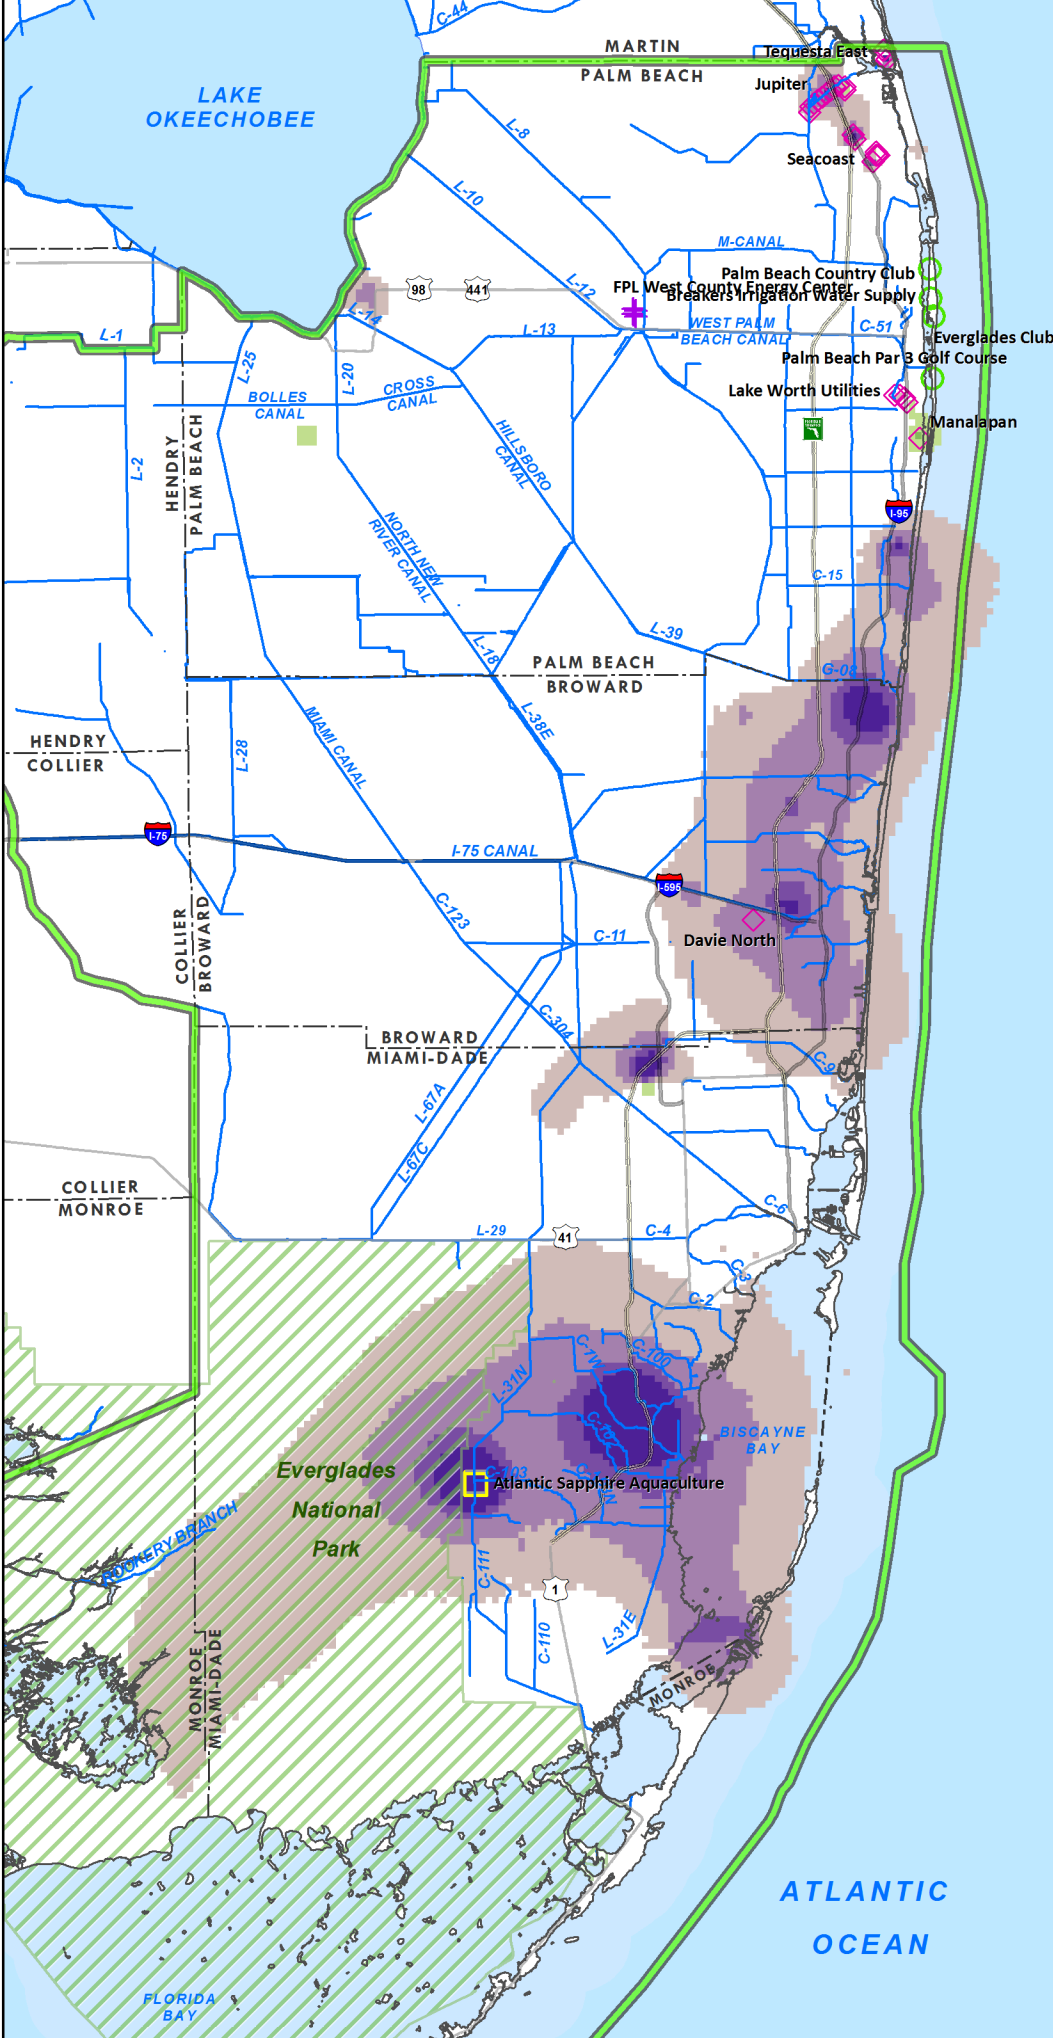 C-44
MARTIN
PALM BEACH
Tequesta East
Jupiter
LAKE
OKEECHOBEE
L-8
Seacoast
L-10
M-CANAL
Palm Beach Country Club
L-12
98
441
FPL West County Energy Center
Breakers Irrigation Water Supply
L-14
L-13
WEST PALM
BEACH CANAL
C-51
L-1
Everglades Club
Palm Beach Par 3 Golf Course
L-25
L-20
CROSS
CANAL
BOLLES
CANAL
Lake Worth Utilities
Manalapan
HENDRY
PALM BEACH
L-2
HILLSBORO
CANAL
I-95
NORTH NEW
RIVER CANAL
C-15
L-39
L-18
PALM BEACH
BROWARD
G-08
L-38E
MIAMI CANAL
HENDRY
COLLIER
L-28
I-75
I-75 CANAL
I-595
C-123
COLLIER
BROWARD
C-11
Davie North
C-304
BROWARD
MIAMI-DADE
C-9
L-67A
L-67C
COLLIER
MONROE
C-6
L-29
41
C-4
C-3
C-2
C-1W
C-100
L-31N
BISCAYNE
BAY
Everglades
National
Park
C-103
Atlantic Sapphire Aquaculture
ROOKERY BRANCH
C-111
1
C-110
L-31E
MONROE
MIAMI-DADE
MONROE
ATLANTIC
OCEAN
FLORIDA
BAY